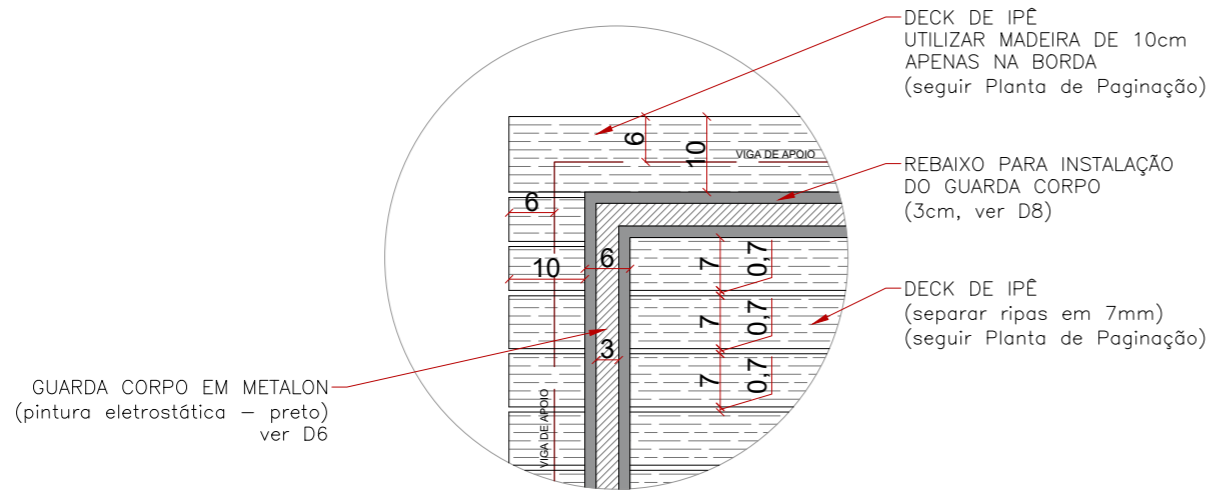 DECK DE IPÊ
UTILIZAR MADEIRA DE 10cm
APENAS NA BORDA
(seguir Planta de Paginação)
6
10
VIGA DE APOIO
REBAIXO PARA INSTALAÇÃO
DO GUARDA CORPO
(3cm, ver D8)
6
10
6
7
0,7
DECK DE IPÊ
(separar ripas em 7mm)
(seguir Planta de Paginação)
7
0,7
3
7
0,7
GUARDA CORPO EM METALON
(pintura eletrostática – preto)
ver D6
VIGA DE APOIO